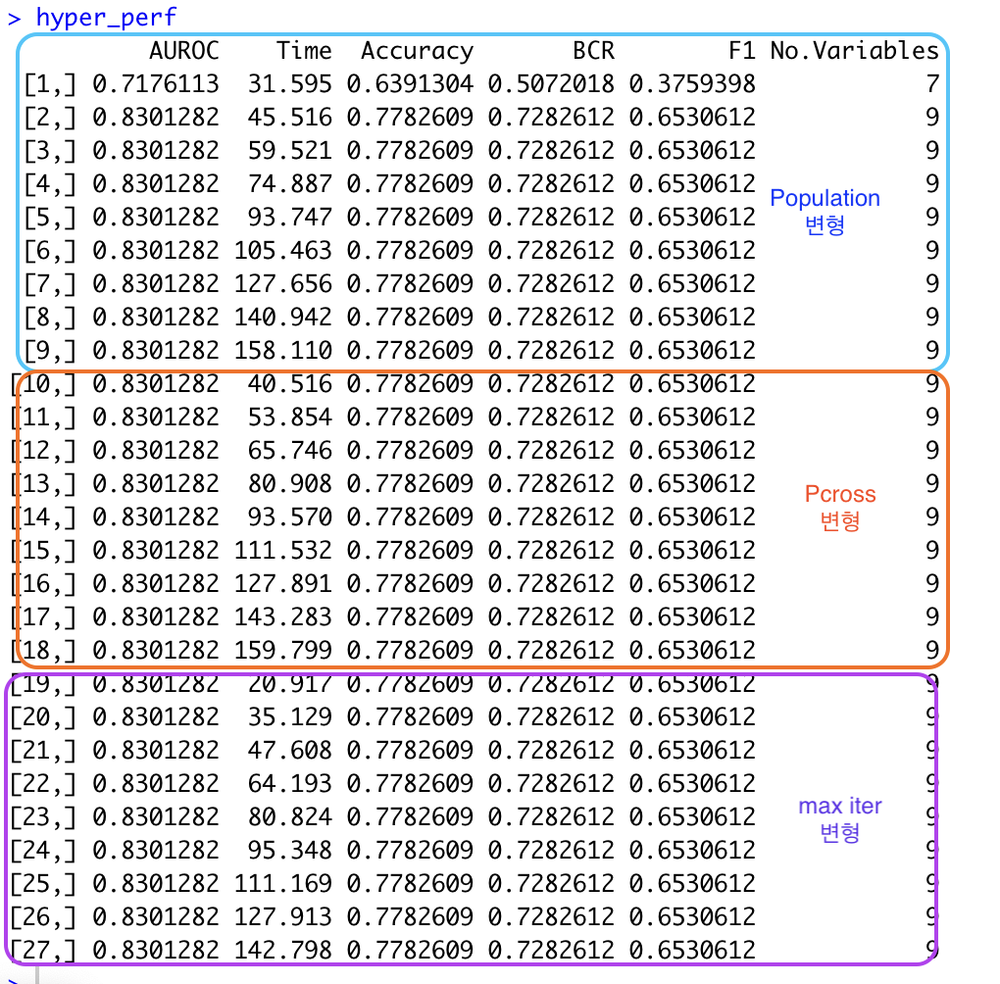 > hyper_perf
AUROC Time Accuracy BCR F1 No.Variables
[1,] 0.7176113 31.595 0.6391304 0.5072018 0.3759398 7
[2,] 0.8301282 45.516 0.7782609 0.7282612 0.6530612 9
[3,] 0.8301282 59.521 0.7782609 0.7282612 0.6530612 9
[4,] 0.8301282 74.887 0.7782609 0.7282612 0.6530612 9
Population
[5,] 0.8301282 93.747 0.7782609 0.7282612 0.6530612 9
변형
[6,] 0.8301282 105.463 0.7782609 0.7282612 0.6530612 9
[7,] 0.8301282 127.656 0.7782609 0.7282612 0.6530612 9
[8,] 0.8301282 140.942 0.7782609 0.7282612 0.6530612 9
[9,] 0.8301282 158.110 0.7782609 0.7282612 0.6530612 9
[10,] 0.8301282 40.516 0.7782609 0.7282612 0.6530612 9
[11,] 0.8301282 53.854 0.7782609 0.7282612 0.6530612 9
[12,] 0.8301282 65.746 0.7782609 0.7282612 0.6530612 9
[13,] 0.8301282 80.908 0.7782609 0.7282612 0.6530612 9
Pcross
[14,] 0.8301282 93.570 0.7782609 0.7282612 0.6530612 9
변형
[15,] 0.8301282 111.532 0.7782609 0.7282612 0.6530612 9
[16,] 0.8301282 127.891 0.7782609 0.7282612 0.6530612 9
[17,] 0.8301282 143.283 0.7782609 0.7282612 0.6530612 9
[18,] 0.8301282 159.799 0.7782609 0.7282612 0.6530612 9
[19,] 0.8301282 20.917 0.7782609 0.7282612 0.6530612 9
[20,] 0.8301282 35.129 0.7782609 0.7282612 0.6530612 9
[21,] 0.8301282 47.608 0.7782609 0.7282612 0.6530612 9
[22,] 0.8301282 64.193 0.7782609 0.7282612 0.6530612 9
max iter
[23,] 0.8301282 80.824 0.7782609 0.7282612 0.6530612 9
변형
[24,] 0.8301282 95.348 0.7782609 0.7282612 0.6530612 9
[25,] 0.8301282 111.169 0.7782609 0.7282612 0.6530612 9
[26,] 0.8301282 127.913 0.7782609 0.7282612 0.6530612 9
[27,] 0.8301282 142.798 0.7782609 0.7282612 0.6530612 9
>